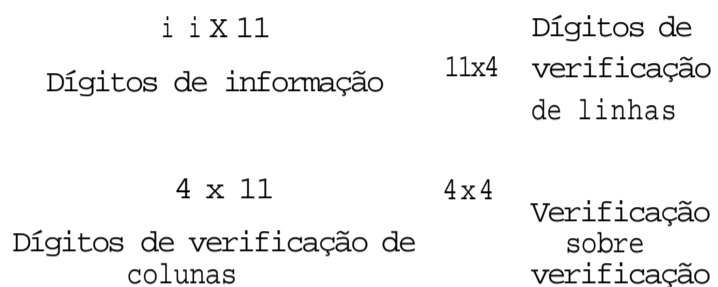 i i X 11
Dígitos de informação
11x4
Dígitos de
verificação
de linhas
4 x 11
Dígitos de verificação de
colunas
4x4
Verificação
sobre
verificação